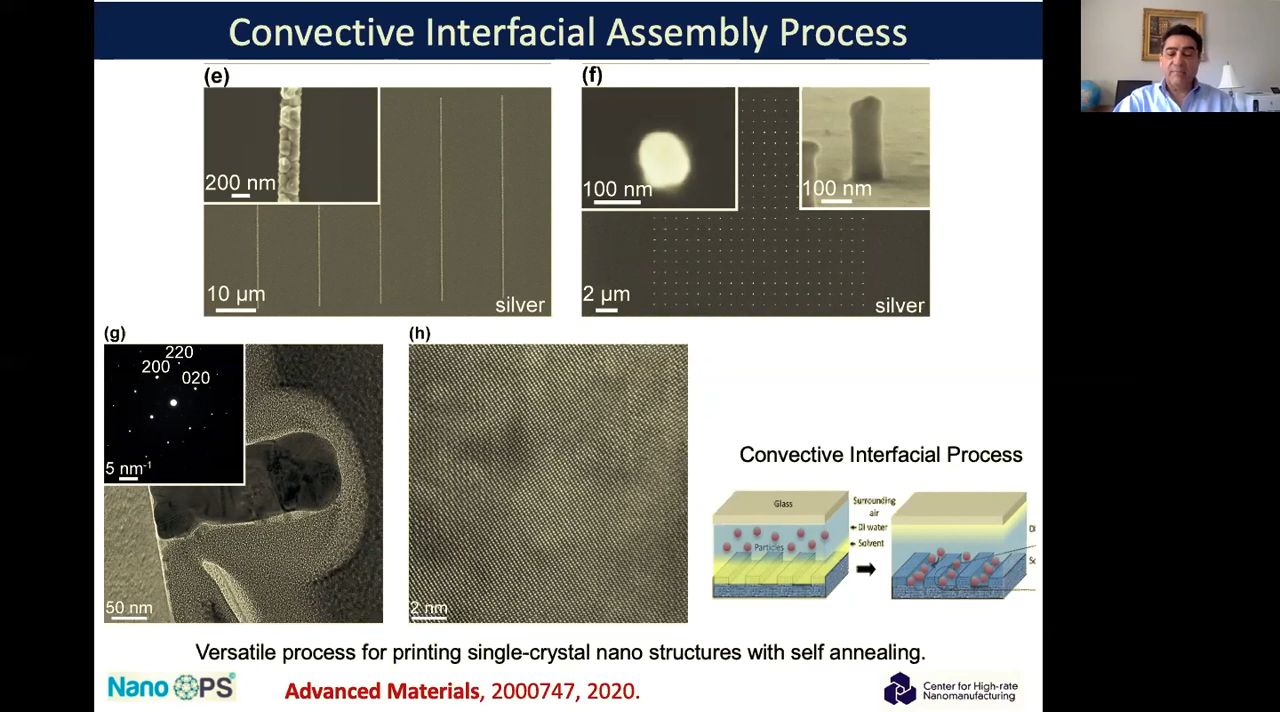 Convective Interfacial Assembly Process
(e)
200 nm
10 µm
silver
(f)
100 nm
100 nm
2 µm
silver
(g)
220
200
020
5 nm-1
50 nm
(h)
2 nm
Convective Interfacial Process
Glass
Particles
Surrounding
air
DI water
Solvent
Versatile process for printing single-crystal nano structures with self annealing.
Nano OPS
Advanced Materials, 2000747, 2020.
Center for High-rate
Nanomanufacturing